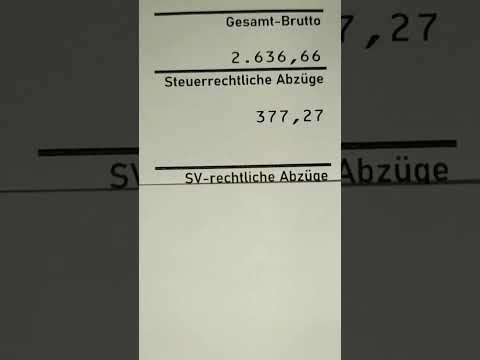 Gesamt-Brutto
2.636,66
Steuerrechtliche Abzüge
377,27
SV-rechtliche Abzüge